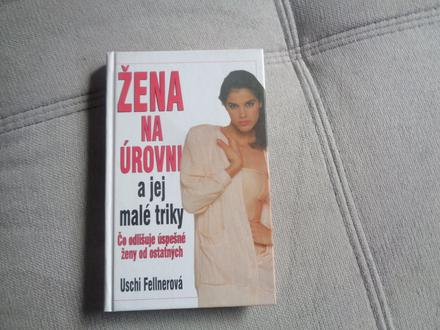 ŽENA
NA
ÚROVNI
a jej
malé triky
Čo odlišuje úspešné
ženy od ostatných
Uschi Fellnerová